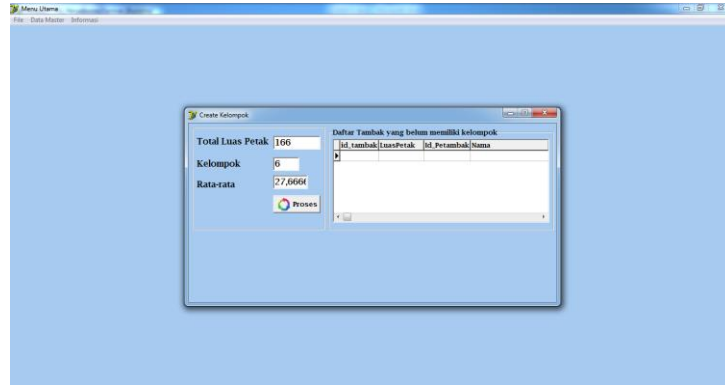 Menu Utama
File Data Master Informasi
Create Kelompok
Total Luas Petak 166
Kelompok 6
Rata-rata 27,6666
Proses
Daftar Tambak yang belum memiliki kelompok
id_tambak LuasPetak Id_Petambak Nama